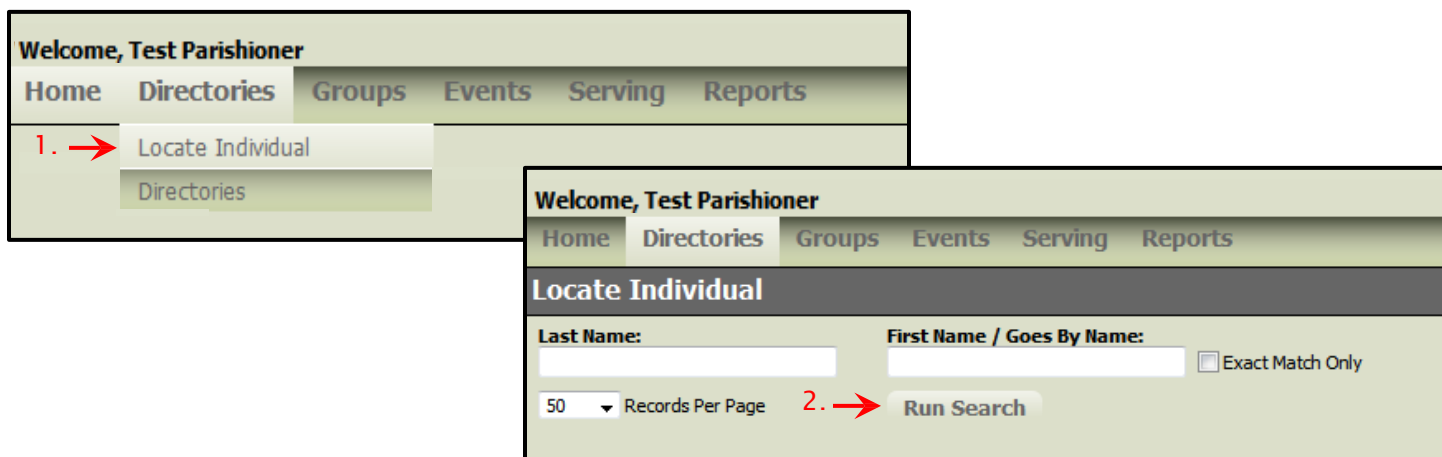 Welcome, Test Parishioner
Home Directories Groups Events Serving Reports
1. Locate Individual
Directories
Welcome, Test Parishioner
Home Directories Groups Events Serving Reports
Locate Individual
Last Name: First Name / Goes By Name:
Exact Match Only
50 Records Per Page 2. Run Search